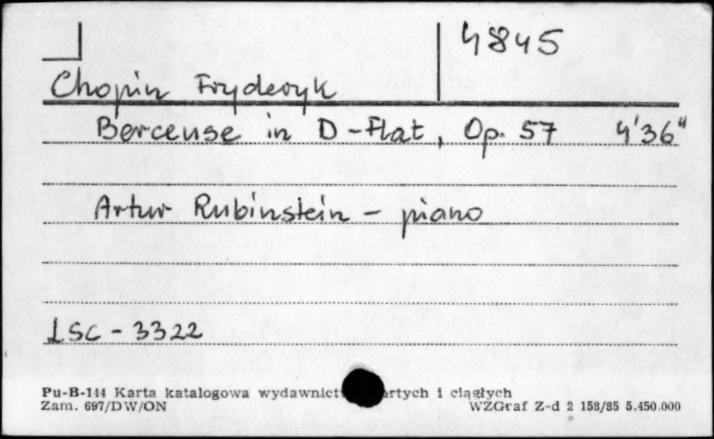 4845
Chopin Fryderyk
Berceuse in D-Flat, Op. 57 4'36"
Artur Rubinstein - piano
LSC - 3322
Pu-B-144 Karta katalogowa wydawnict rtych i ciągłych
Zam. 697/DW/ON WZGraf Z-d 2 158/85 5.450.000